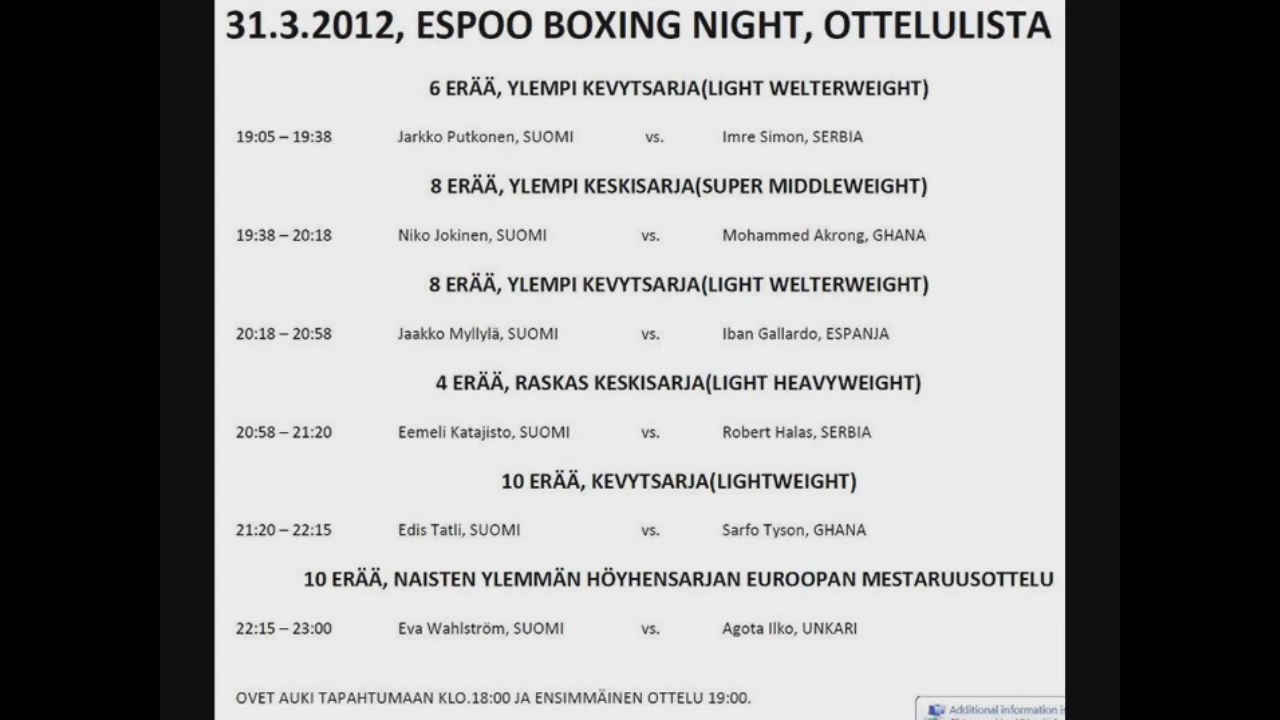 31.3.2012, ESPOO BOXING NIGHT, OTTELULISTA
6 ERÄÄ, YLEMPI KEVYTSARJA(LIGHT WELTERWEIGHT)
19:05 – 19:38 Jarkko Putkonen, SUOMI vs. Imre Simon, SERBIA
8 ERÄÄ, YLEMPI KESKISARJA(SUPER MIDDLEWEIGHT)
19:38 – 20:18 Niko Jokinen, SUOMI vs. Mohammed Akrong, GHANA
8 ERÄÄ, YLEMPI KEVYTSARJA(LIGHT WELTERWEIGHT)
20:18 – 20:58 Jaakko Myllylä, SUOMI vs. Iban Gallardo, ESPANJA
4 ERÄÄ, RASKAS KESKISARJA(LIGHT HEAVYWEIGHT)
20:58 – 21:20 Eemeli Katajisto, SUOMI vs. Robert Halas, SERBIA
10 ERÄÄ, KEVYTSARJA(LIGHTWEIGHT)
21:20 – 22:15 Edis Tatli, SUOMI vs. Sarfo Tyson, GHANA
10 ERÄÄ, NAISTEN YLEMMÄN HÖYHENSARJAN EUROOPAN MESTARUUSOTTELU
22:15 – 23:00 Eva Wahlström, SUOMI vs. Agota Ilko, UNKARI
OVET AUKI TAPAHTUMAAN KLO.18:00 JA ENSIMMÄINEN OTTELU 19:00.
Additional information is